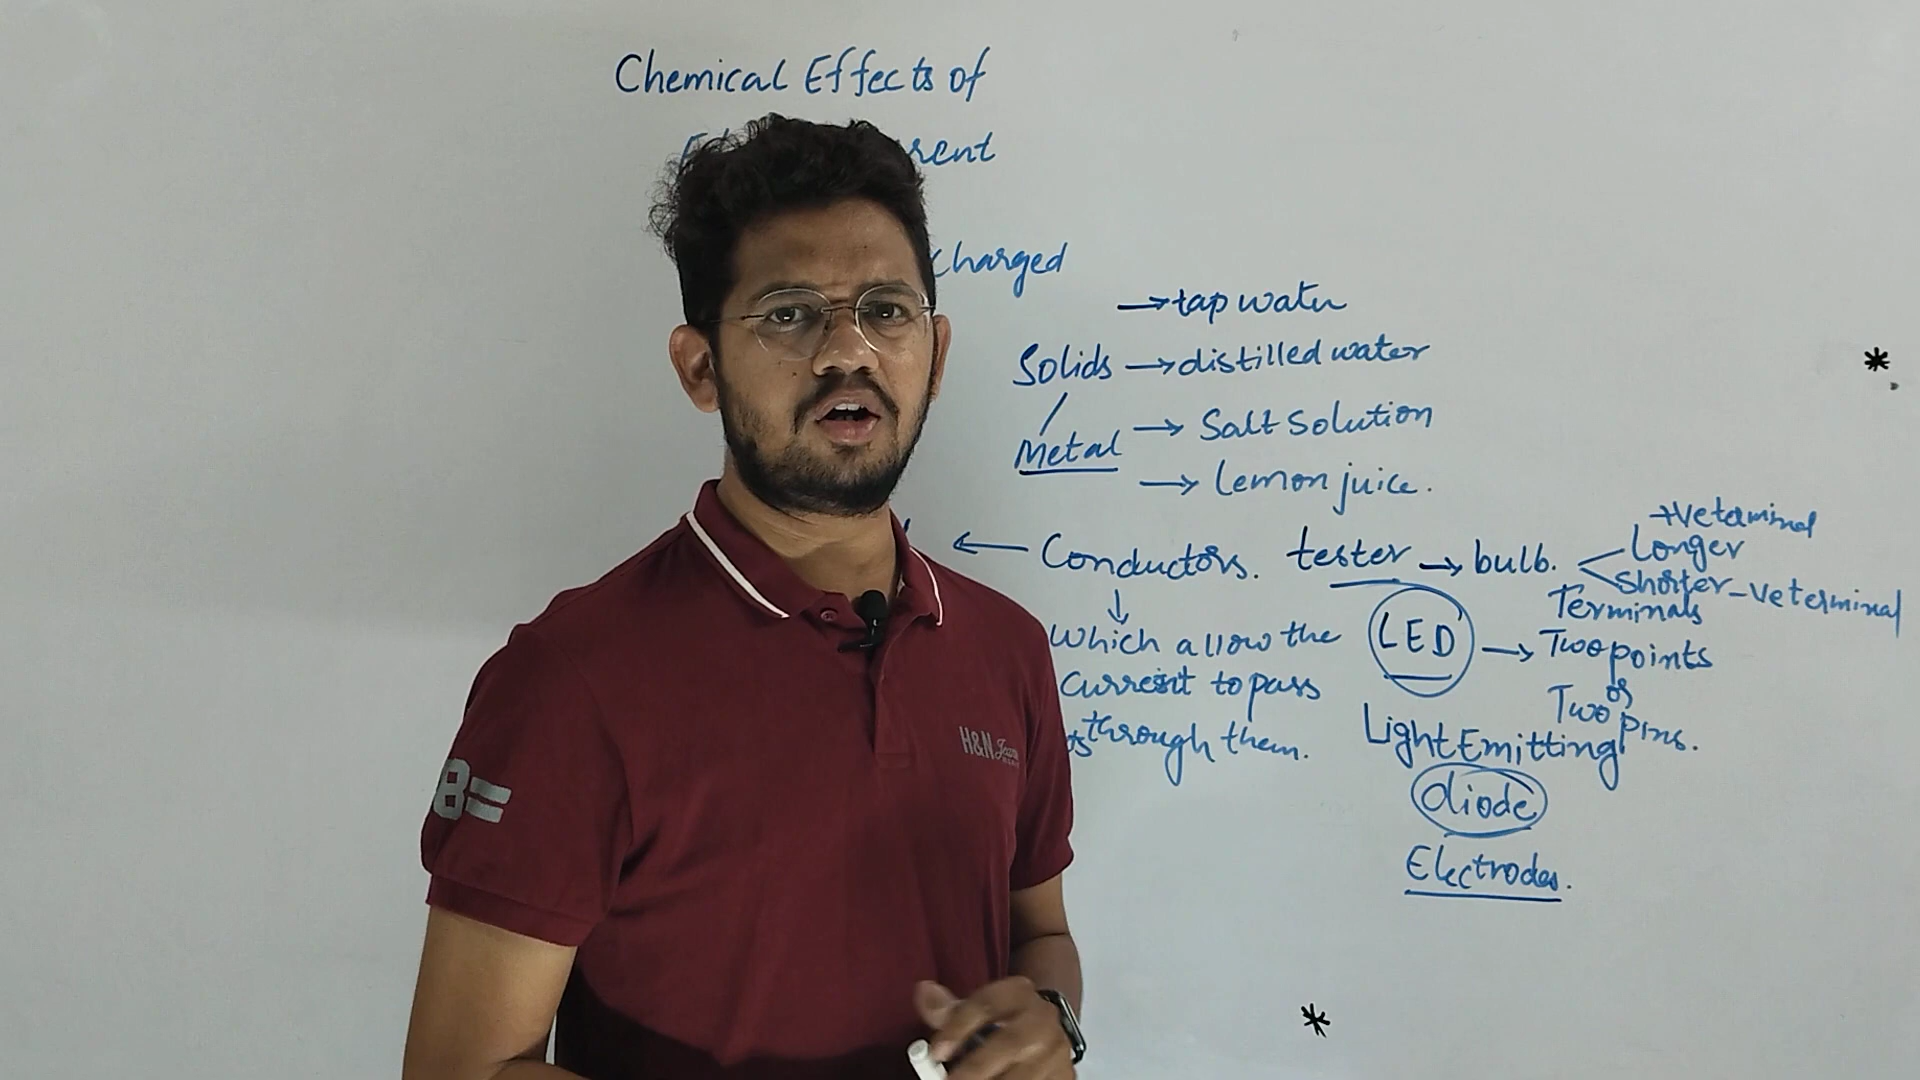 Chemical Effects of
charged
→ tap water
Solids → distilled water
→ Salt Solution
Metal
→ Lemon juice.
+ve terminal
← Conductors. tester → bulb. Longer
Shorter -ve terminal
Terminals
↓
Which allow the LED → Two points
current to pass or
Two pins.
through them. Light Emitting
diode
Electrodes.
H&N
8=
*
*